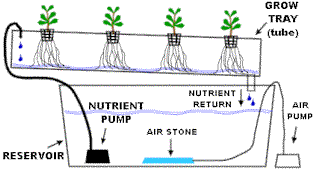 GROW
TRAY
(tube)
NUTRIENT
RETURN
NUTRIENT
PUMP
AIR
PUMP
AIR STONE
RESERVOIR